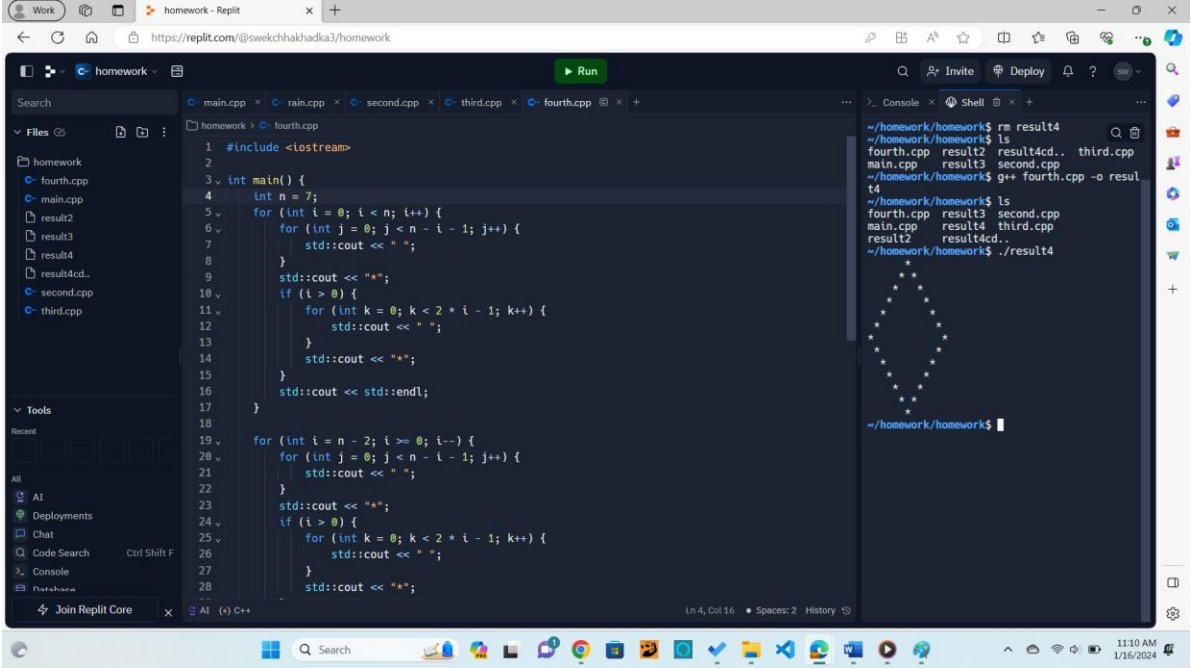 Work
homework - Replit
https://replit.com/@swekchhakhadka3/homework
homework
Run
Invite
Deploy
SW
Search
Files
homework
fourth.cpp
main.cpp
result2
result3
result4
result4cd..
second.cpp
third.cpp
Tools
Recent
All
AI
Deployments
Chat
Code Search Ctrl Shift F
Console
Database
Join Replit Core
main.cpp rain.cpp second.cpp third.cpp fourth.cpp
homework > fourth.cpp
1 #include <iostream>
2
3 int main() {
4 int n = 7;
5 for (int i = 0; i < n; i++) {
6 for (int j = 0; j < n - i - 1; j++) {
7 std::cout << " ";
8 }
9 std::cout << "*";
10 if (i > 0) {
11 for (int k = 0; k < 2 * i - 1; k++) {
12 std::cout << " ";
13 }
14 std::cout << "*";
15 }
16 std::cout << std::endl;
17 }
18
19 for (int i = n - 2; i >= 0; i--) {
20 for (int j = 0; j < n - i - 1; j++) {
21 std::cout << " ";
22 }
23 std::cout << "*";
24 if (i > 0) {
25 for (int k = 0; k < 2 * i - 1; k++) {
26 std::cout << " ";
27 }
28 std::cout << "*";
AI {} C++
Ln 4, Col 16 Spaces: 2 History
Console Shell
~/homework/homework$ rm result4
~/homework/homework$ ls
fourth.cpp result2 result4cd.. third.cpp
main.cpp result3 second.cpp
~/homework/homework$ g++ fourth.cpp -o resul
t4
~/homework/homework$ ls
fourth.cpp result3 second.cpp
main.cpp result4 third.cpp
result2 result4cd..
~/homework/homework$ ./result4
      *
     * *
    *   *
   *     *
  *       *
 *         *
*           *
 *         *
  *       *
   *     *
    *   *
     * *
      *
~/homework/homework$
Search
11:10 AM
1/16/2024